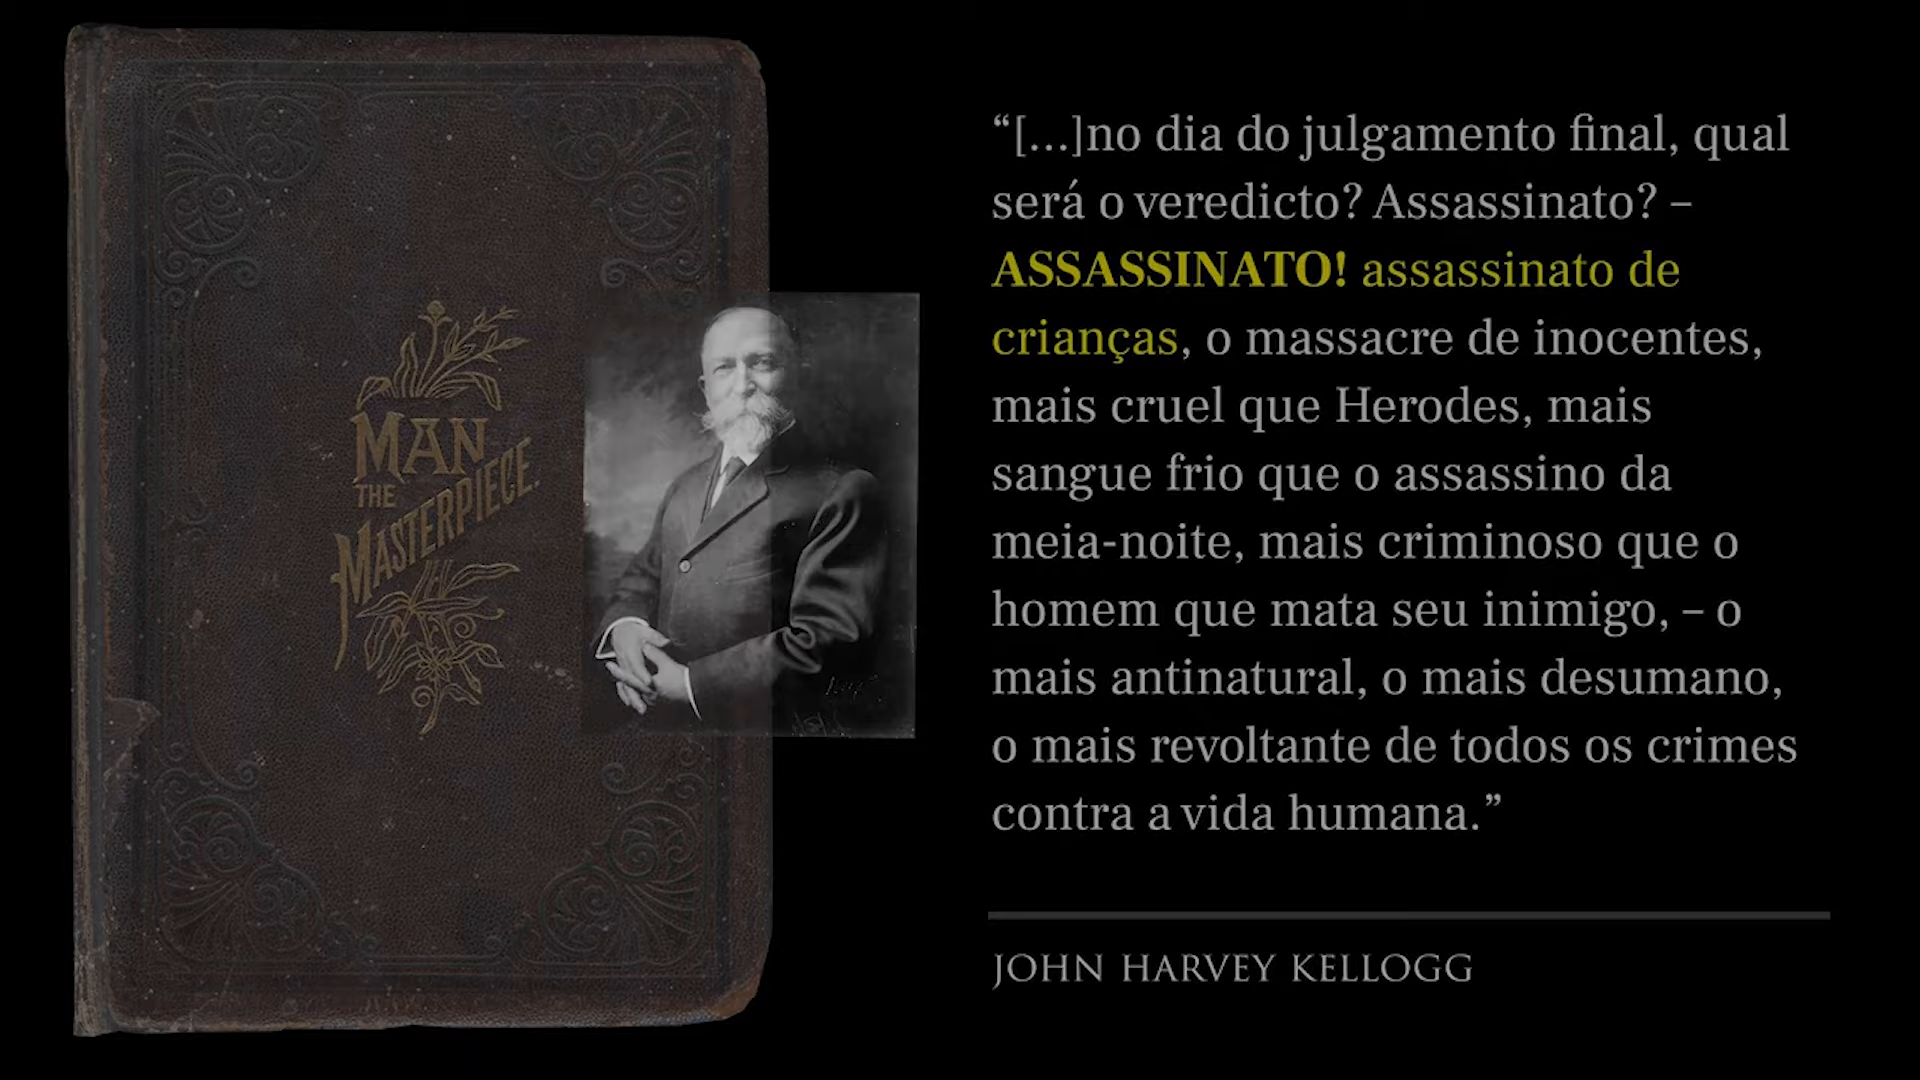 MAN
THE
MASTERPIECE.
“[...]no dia do julgamento final, qual
será o veredicto? Assassinato? –
ASSASSINATO! assassinato de
crianças, o massacre de inocentes,
mais cruel que Herodes, mais
sangue frio que o assassino da
meia-noite, mais criminoso que o
homem que mata seu inimigo, – o
mais antinatural, o mais desumano,
o mais revoltante de todos os crimes
contra a vida humana.”
JOHN HARVEY KELLOGG